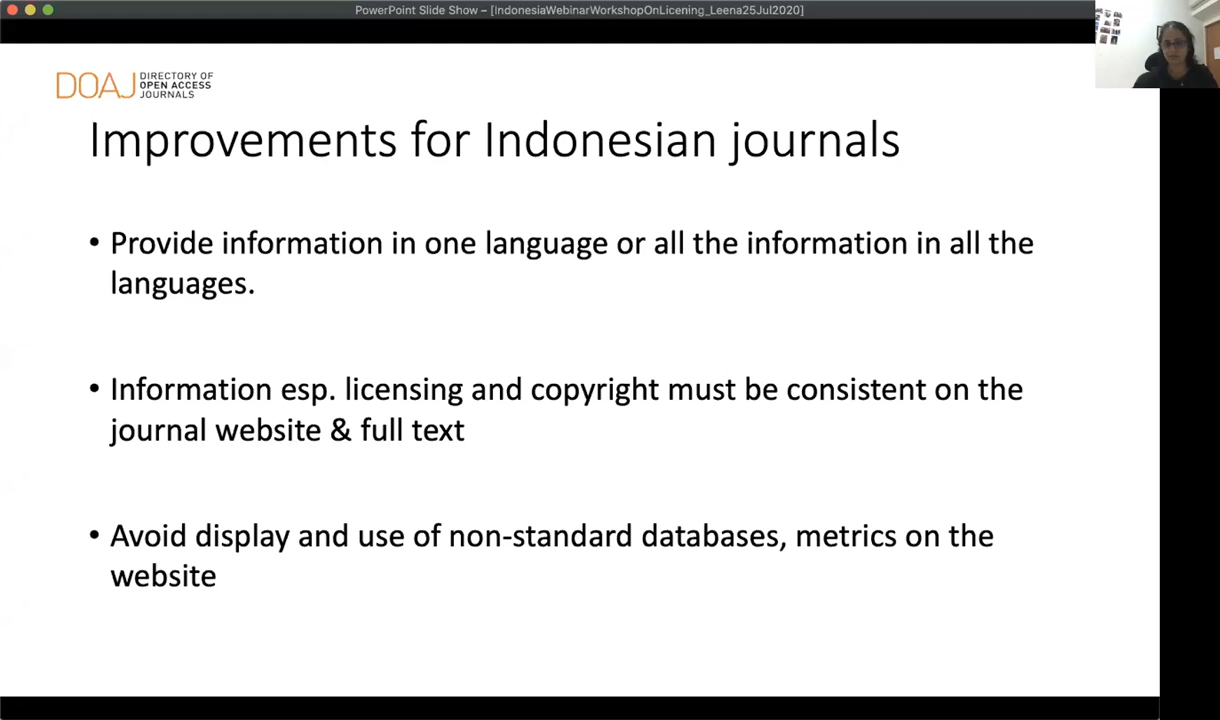 PowerPoint Slide Show – [IndonesiaWebinarWorkshopOnLicening_Leena25Jul2020]
DOAJ
DIRECTORY OF
OPEN ACCESS
JOURNALS
Improvements for Indonesian journals
• Provide information in one language or all the information in all the
languages.
• Information esp. licensing and copyright must be consistent on the
journal website & full text
• Avoid display and use of non-standard databases, metrics on the
website